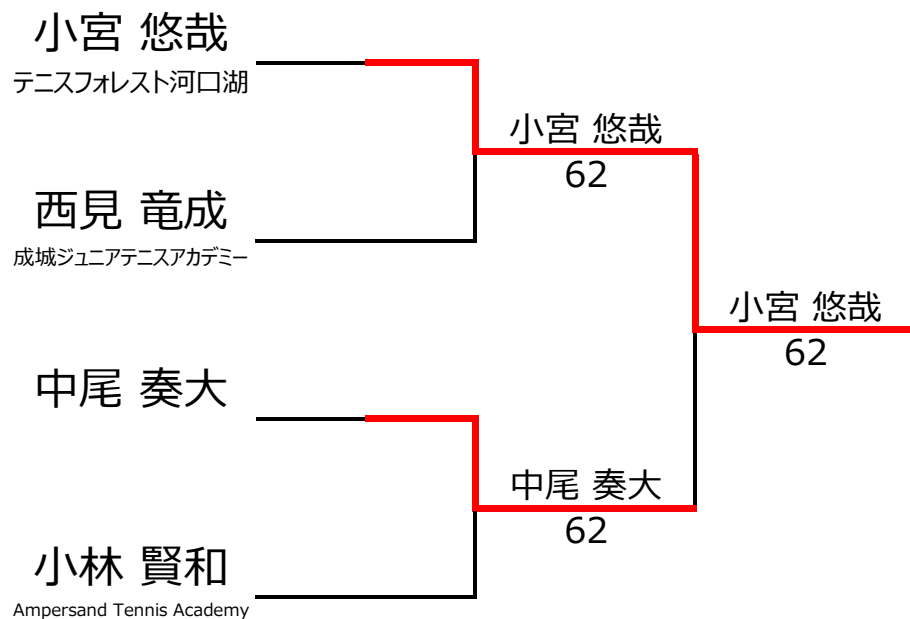 小宮 悠哉
テニスフォレスト河口湖
小宮 悠哉
62
西見 竜成
成城ジュニアテニスアカデミー
小宮 悠哉
62
中尾 奏大
中尾 奏大
62
小林 賢和
Ampersand Tennis Academy